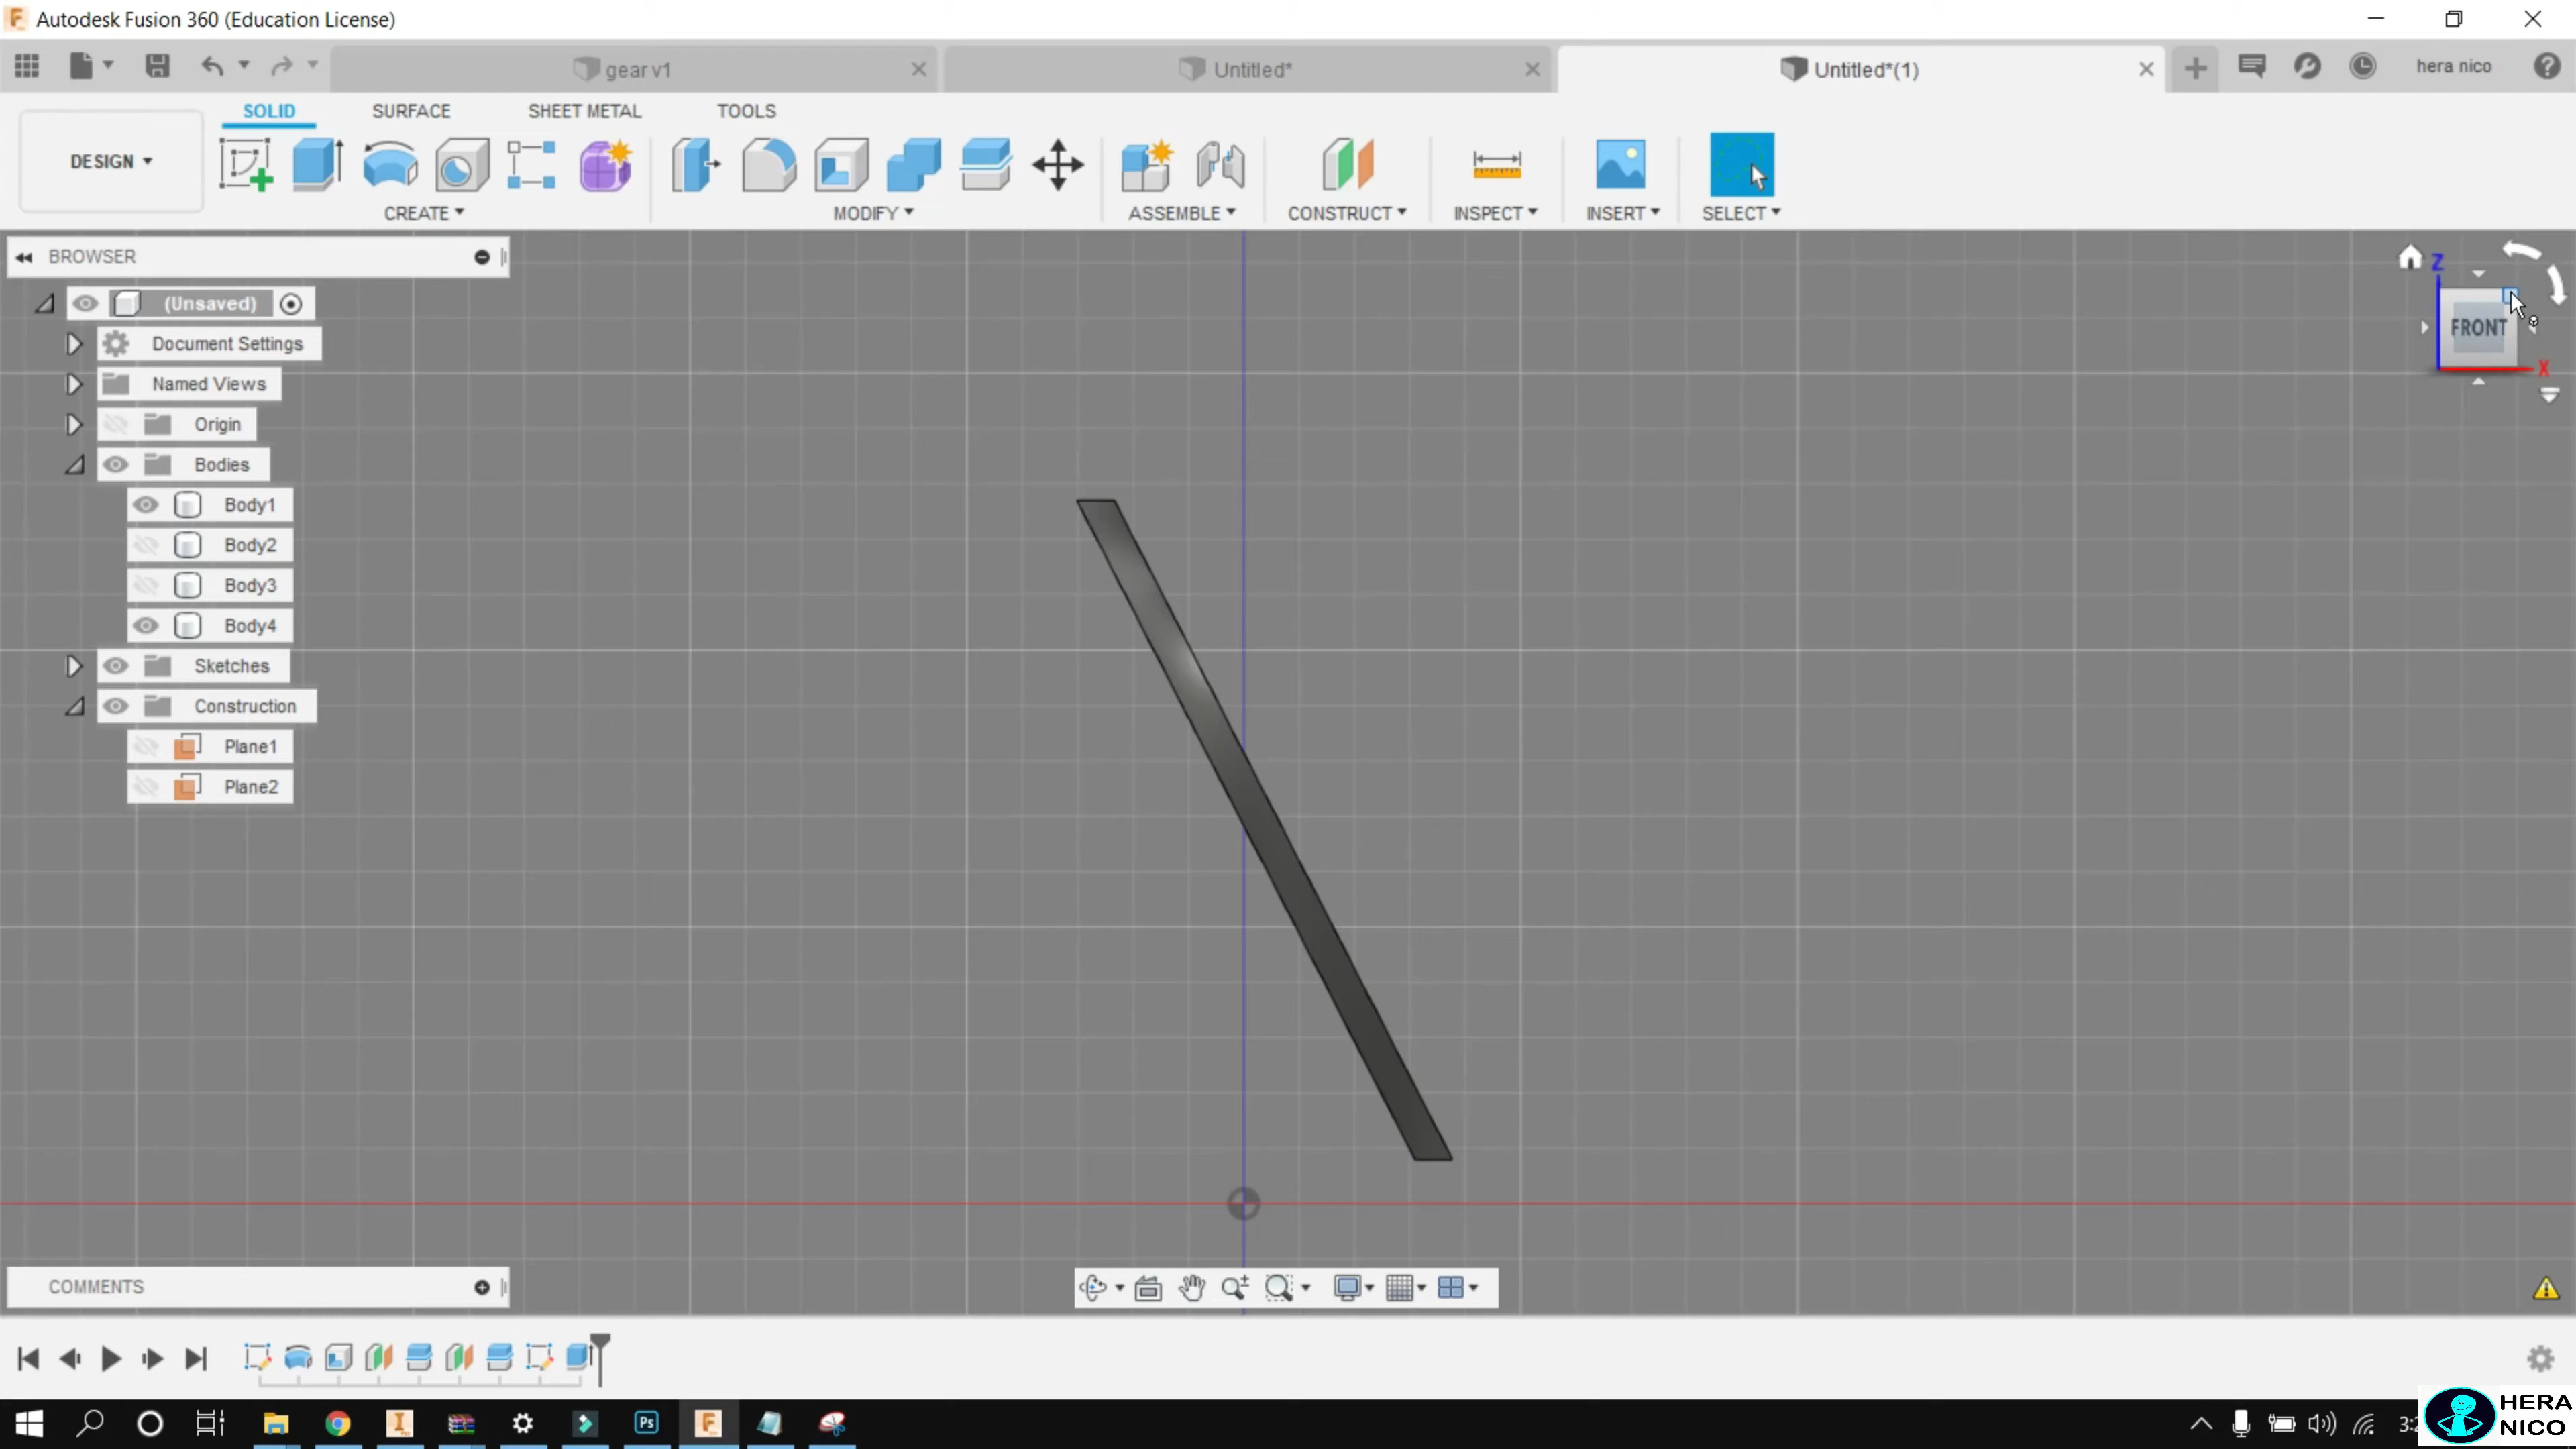 Autodesk Fusion 360 (Education License)
gear v1
Untitled*
Untitled*(1)
hera nico
DESIGN
SOLID
SURFACE
SHEET METAL
TOOLS
CREATE
MODIFY
ASSEMBLE
CONSTRUCT
INSPECT
INSERT
SELECT
BROWSER
(Unsaved)
Document Settings
Named Views
Origin
Bodies
Body1
Body2
Body3
Body4
Sketches
Construction
Plane1
Plane2
Z
FRONT
X
COMMENTS
Ps
HERA
NICO